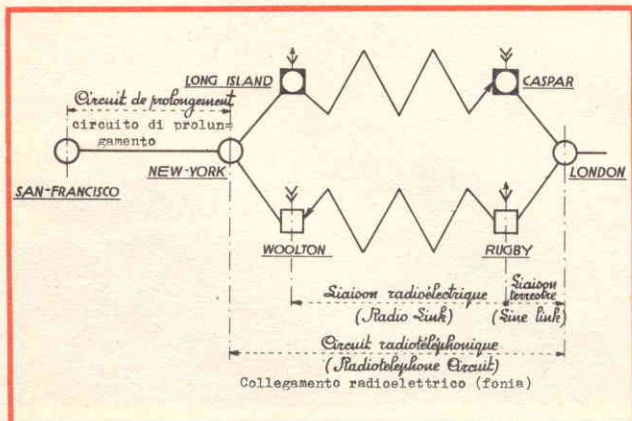 LONG ISLAND
CASPAR
Circuit de prolongement
circuito di prolun=
gamento
SAN-FRANCISCO
NEW-YORK
LONDON
WOOLTON
RUGBY
Liaison radioélectrique
(Radio Link)
Liaison
terrestre
(Line link)
Circuit radiotéléphonique
(Radiotelephone Circuit)
Collegamento radioelettrico (fonia)